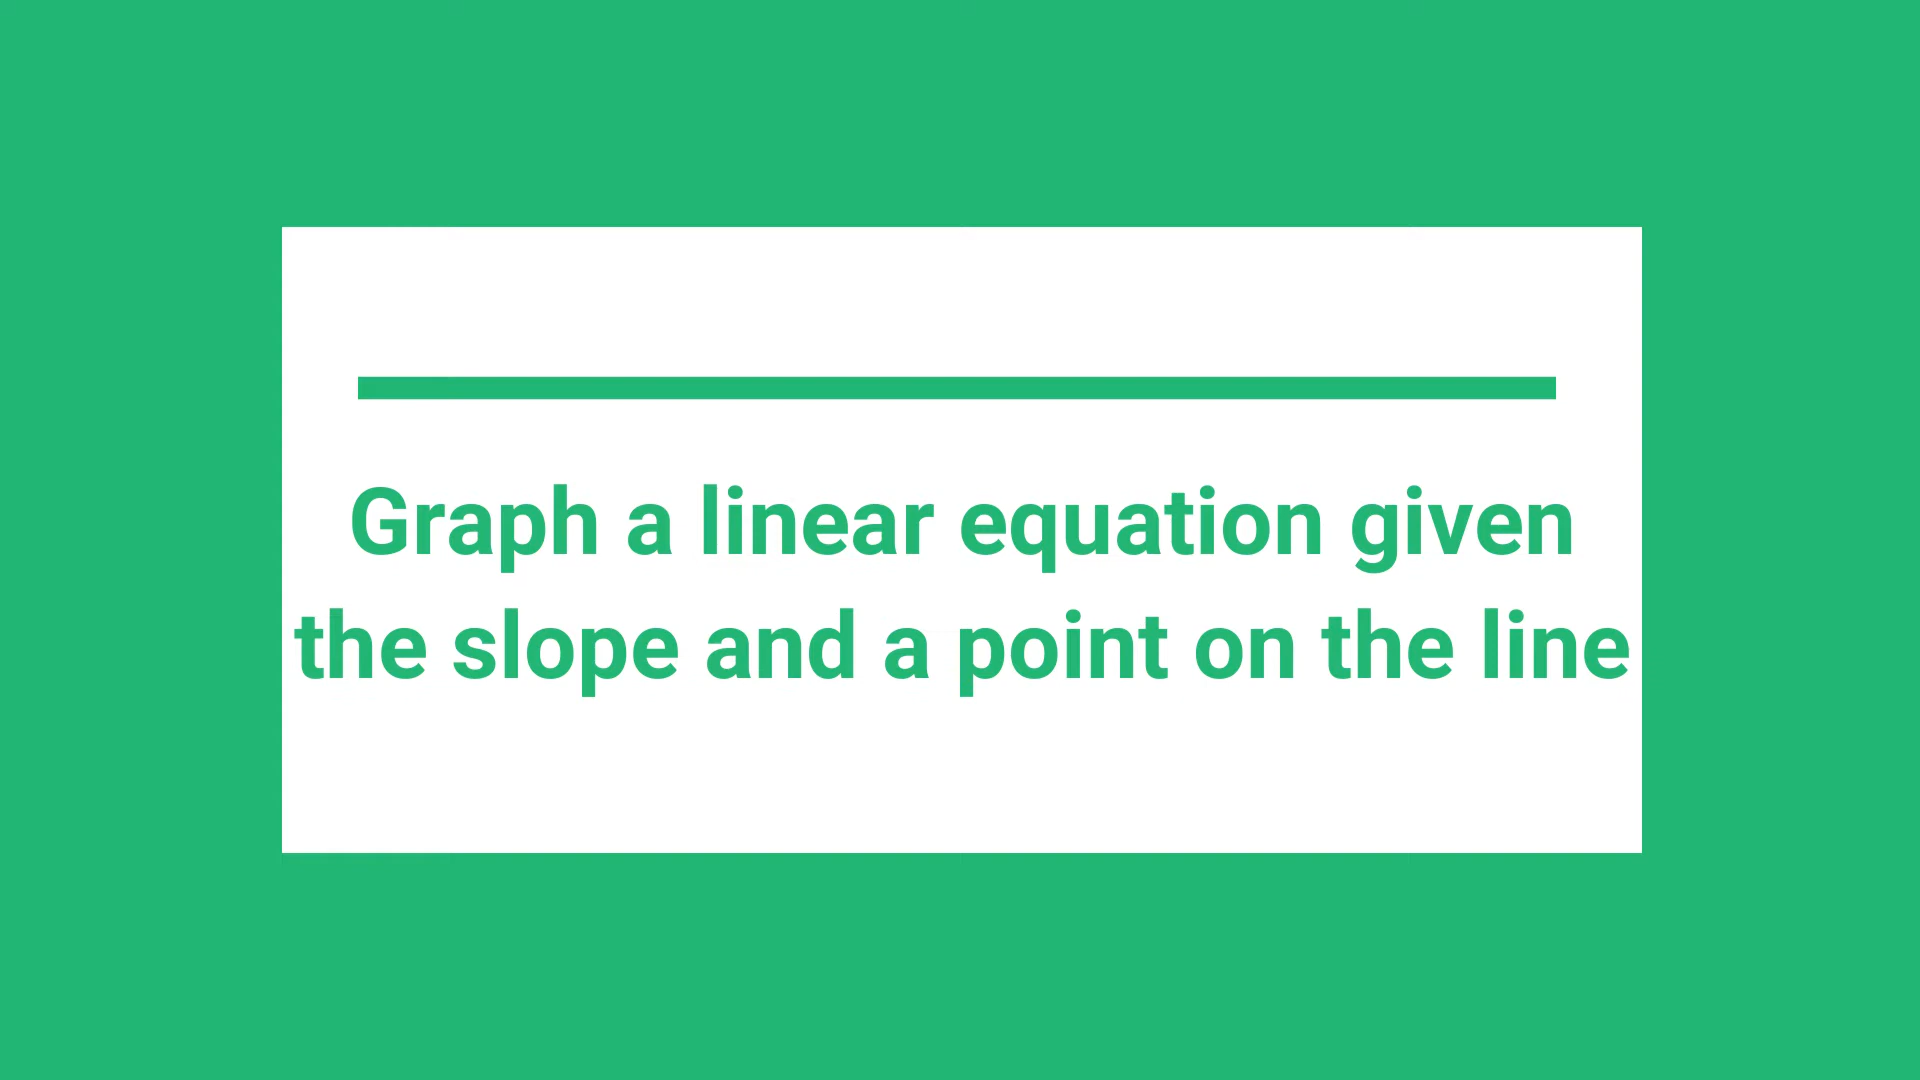 Graph a linear equation given
the slope and a point on the line